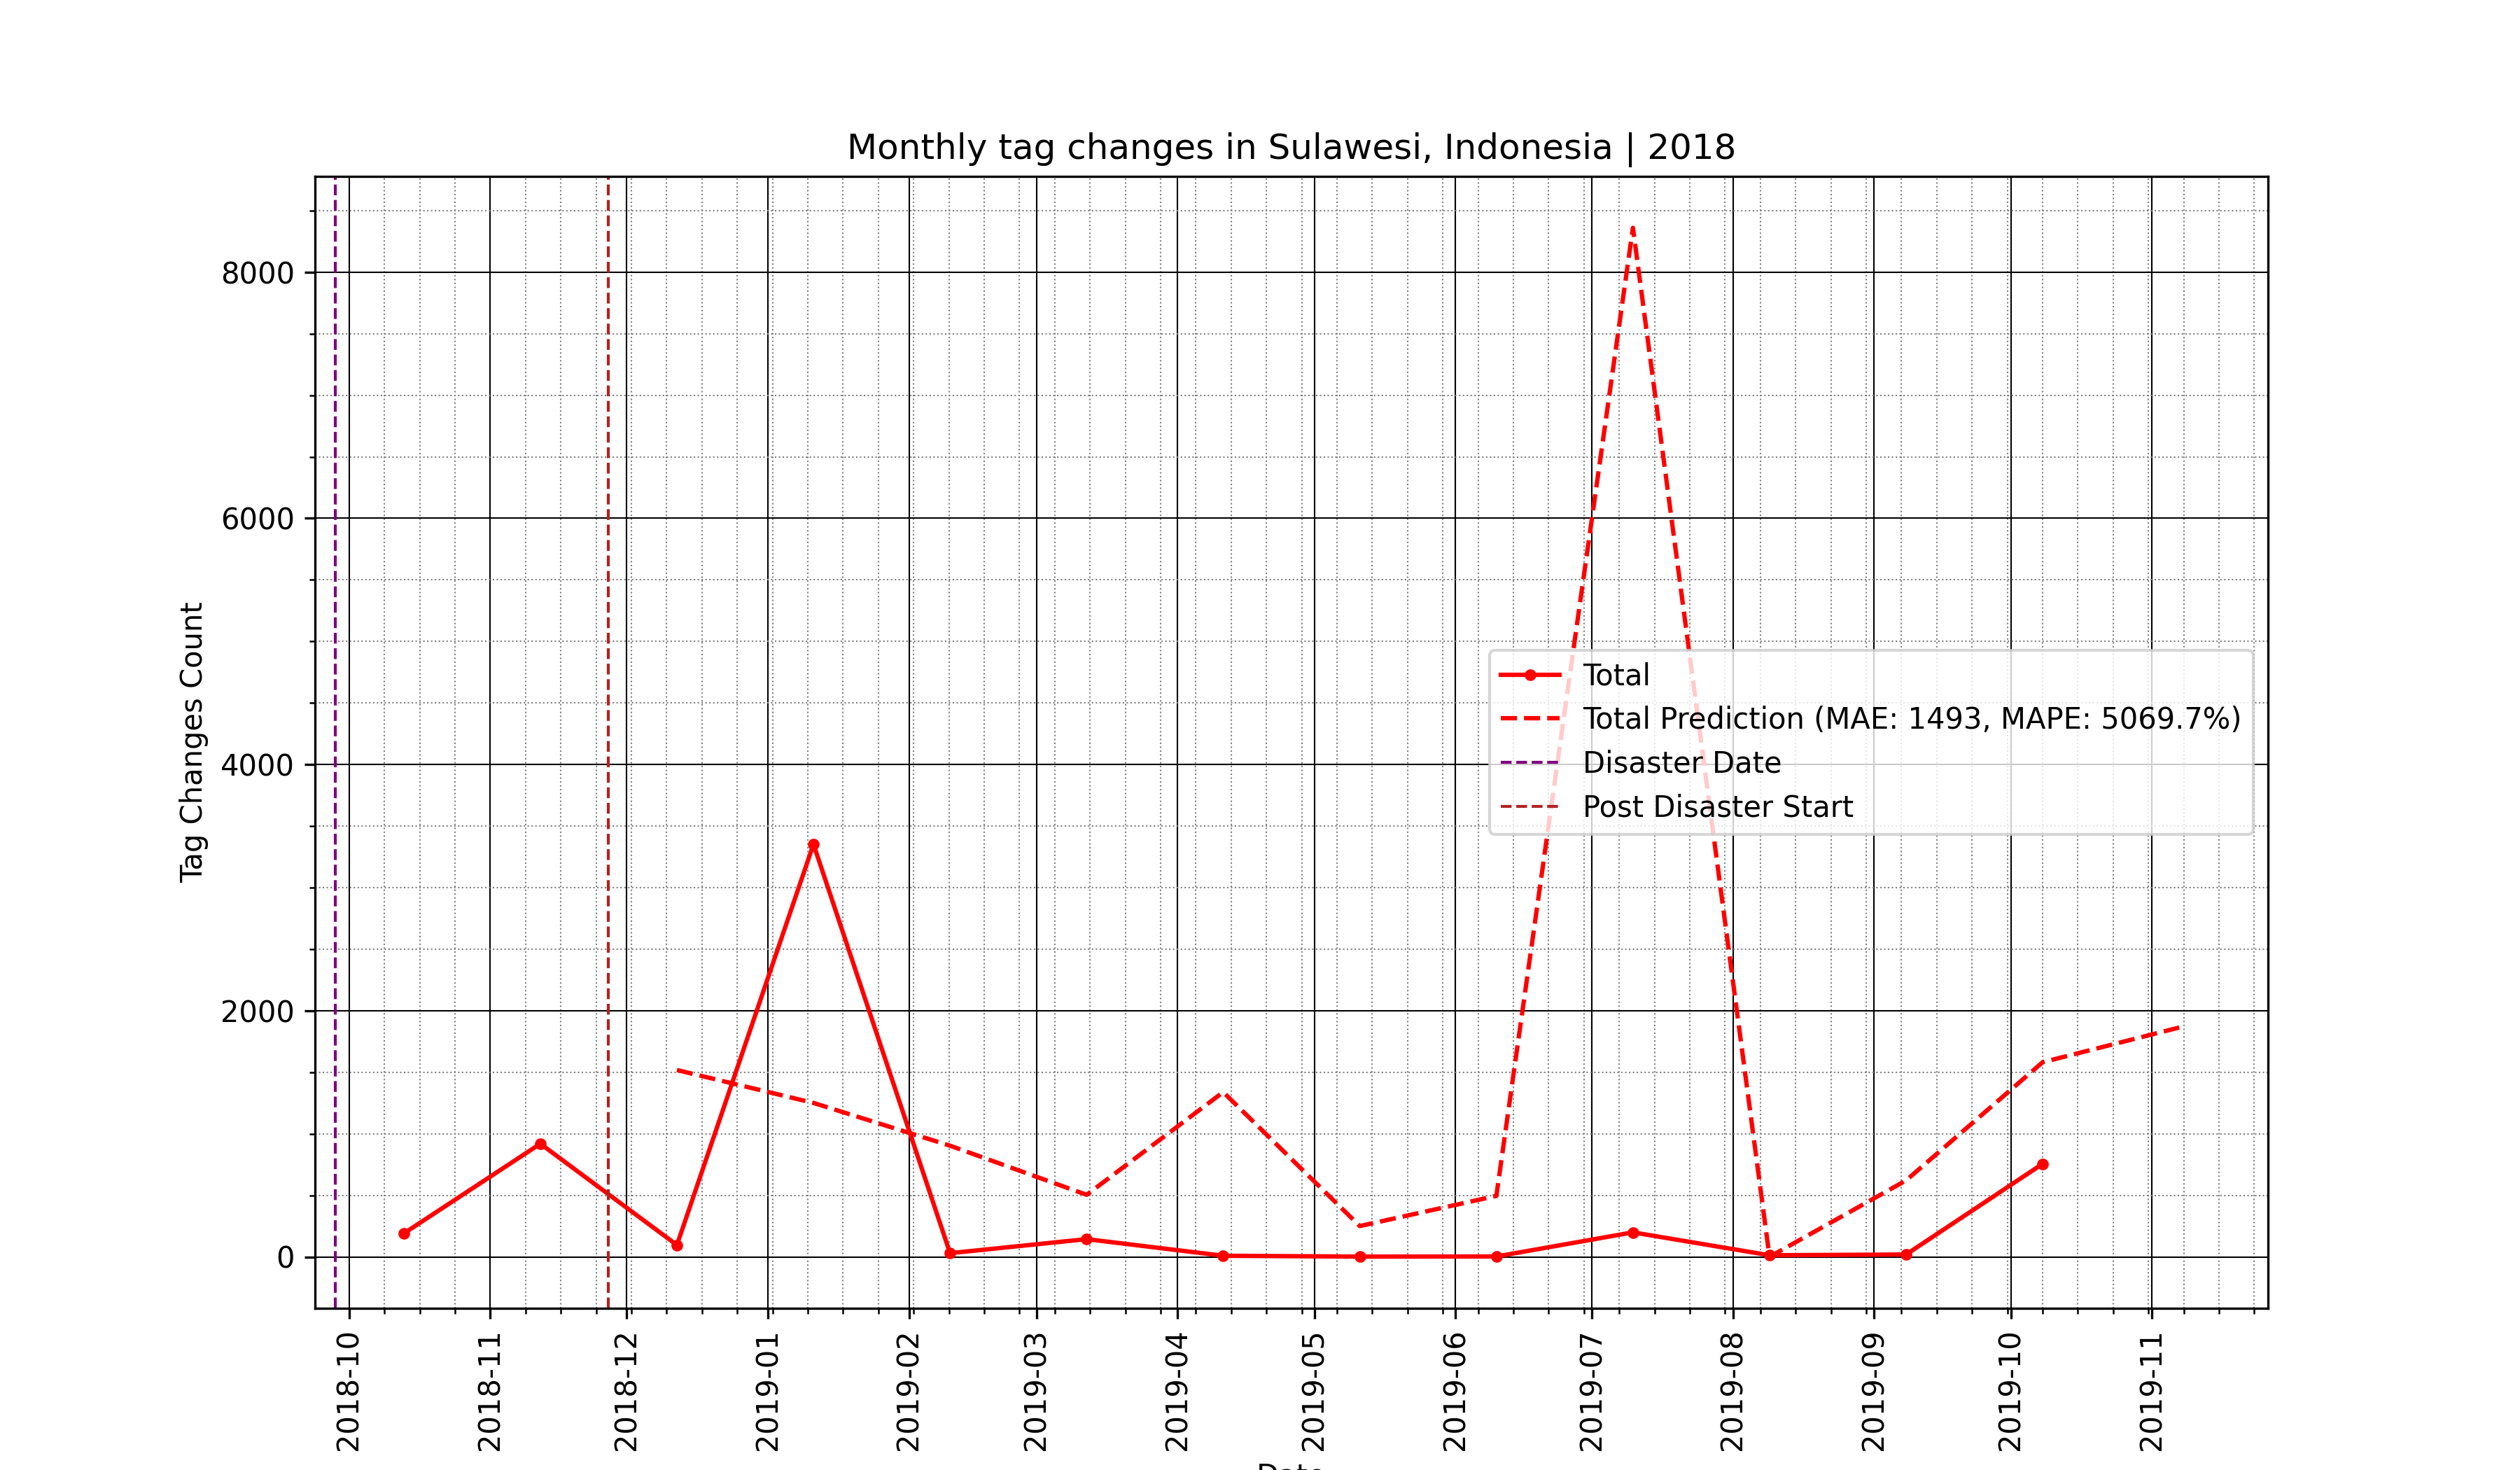 Monthly tag changes in Sulawesi, Indonesia | 2018
Tag Changes Count
8000
6000
4000
2000
0
Total
Total Prediction (MAE: 1493, MAPE: 5069.7%)
Disaster Date
Post Disaster Start
2018-10
2018-11
2018-12
2019-01
2019-02
2019-03
2019-04
2019-05
2019-06
2019-07
2019-08
2019-09
2019-10
2019-11
Date